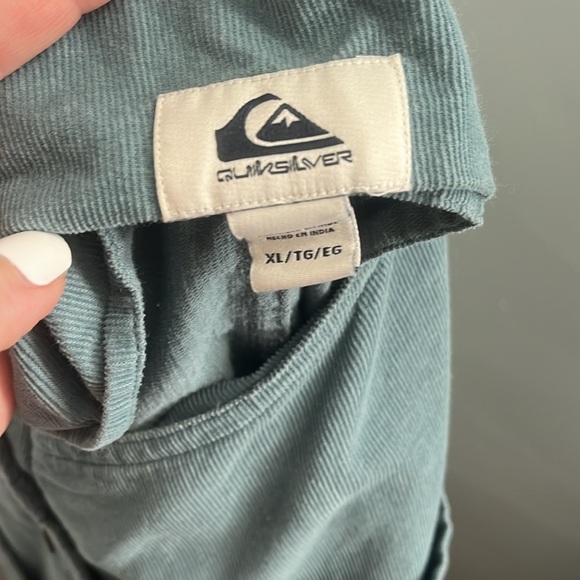 QUIKSILVER
HECHO EN INDIA
XL/TG/EG